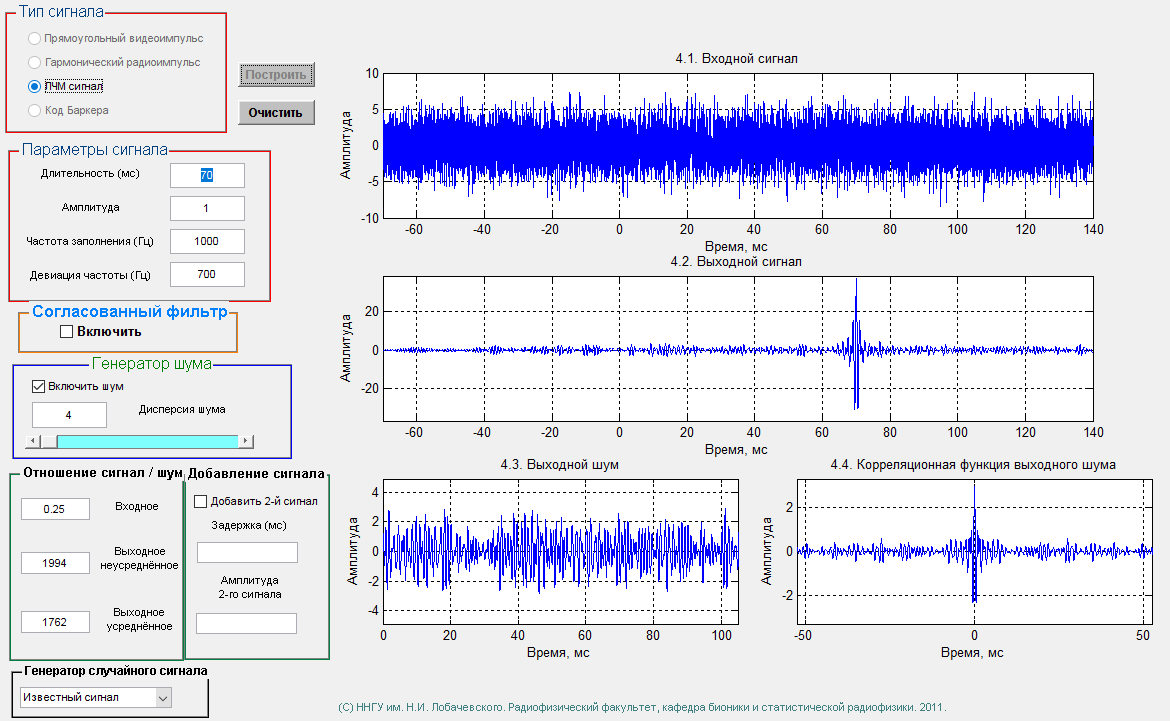 Тип сигнала
Прямоугольный видеоимпульс
Гармонический радиоимпульс
ЛЧМ сигнал
Код Баркера
Построить
Очистить
Параметры сигнала
Длительность (мс)
70
Амплитуда
1
Частота заполнения (Гц)
1000
Девиация частоты (Гц)
700
Согласованный фильтр
Включить
Генератор шума
Включить шум
4
Дисперсия шума
Отношение сигнал / шум
0.25
Входное
1994
Выходное
неусреднённое
1762
Выходное
усреднённое
Добавление сигнала
Добавить 2-й сигнал
Задержка (мс)
Амплитуда
2-го сигнала
Генератор случайного сигнала
Известный сигнал
4.1. Входной сигнал
Амплитуда
10
5
0
-5
-10
-60 -40 -20 0 20 40 60 80 100 120 140
Время, мс
4.2. Выходной сигнал
Амплитуда
20
0
-20
-60 -40 -20 0 20 40 60 80 100 120 140
Время, мс
4.3. Выходной шум
Амплитуда
4
2
0
-2
-4
0 20 40 60 80 100
Время, мс
4.4. Корреляционная функция выходного шума
Амплитуда
2
0
-2
-50 0 50
Время, мс
(С) ННГУ им. Н.И. Лобачевского. Радиофизический факультет, кафедра бионики и статистической радиофизики. 2011.